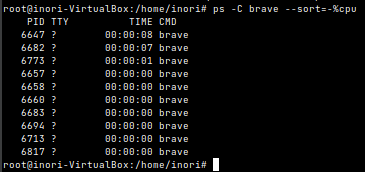 root@inori-VirtualBox:/home/inori# ps -C brave --sort=-%cpu
    PID TTY          TIME CMD
   6647 ?        00:00:08 brave
   6682 ?        00:00:07 brave
   6773 ?        00:00:01 brave
   6657 ?        00:00:00 brave
   6658 ?        00:00:00 brave
   6660 ?        00:00:00 brave
   6683 ?        00:00:00 brave
   6694 ?        00:00:00 brave
   6713 ?        00:00:00 brave
   6817 ?        00:00:00 brave
root@inori-VirtualBox:/home/inori#